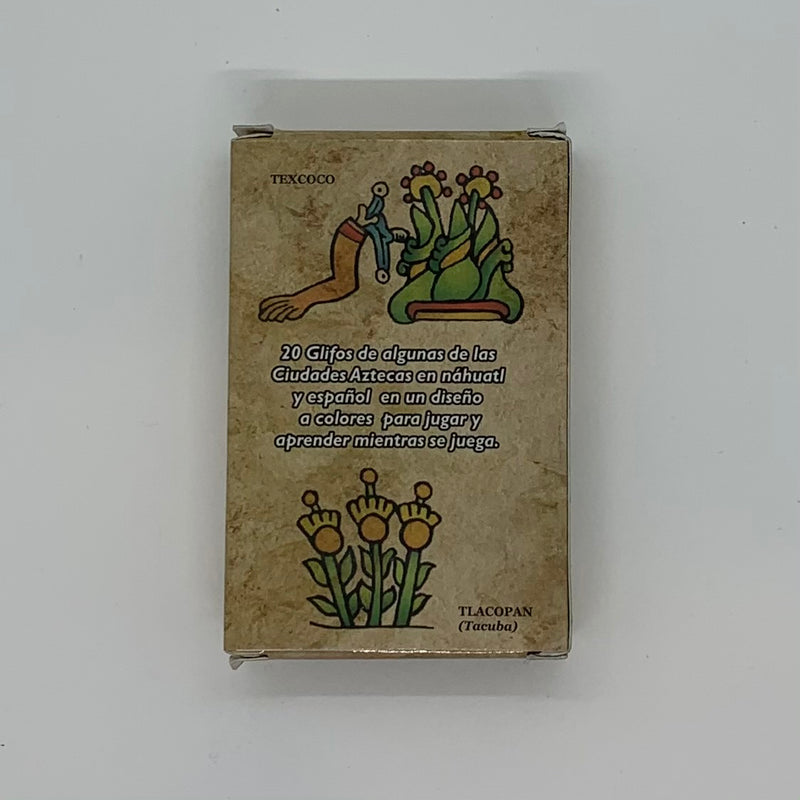 TEXCOCO
20 Glifos de algunas de las
Ciudades Aztecas en náhuatl
y español en un diseño
a colores para jugar y
aprender mientras se juega.
TLACOPAN
(Tacuba)